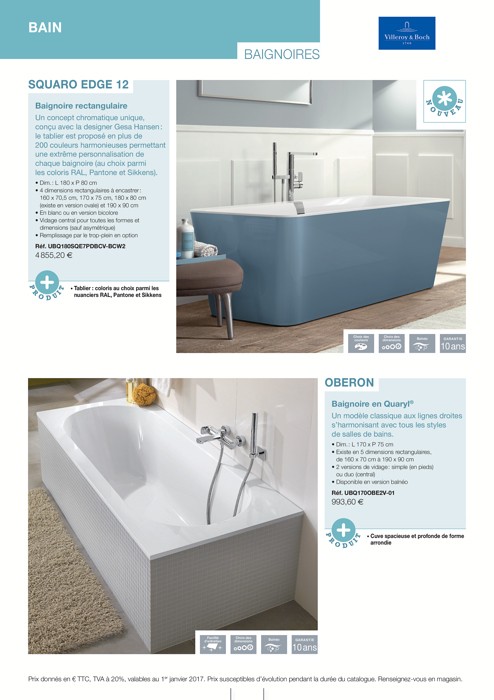 BAIN
BAIGNOIRES
Villeroy & Boch
1748
SQUARO EDGE 12
Baignoire rectangulaire
Un concept chromatique unique,
conçu avec la designer Gesa Hansen :
le tablier est proposé en plus de
200 couleurs harmonieuses permettant
une extrême personnalisation de
chaque baignoire (au choix parmi
les coloris RAL, Pantone et Sikkens).
• Dim. : L 180 x P 80 cm
• 4 dimensions rectangulaires à encastrer :
160 x 70,5 cm, 170 x 75 cm, 180 x 80 cm
(existe en version ovale) et 190 x 90 cm
• En blanc ou en version bicolore
• Vidage central pour toutes les formes et
dimensions (sauf asymétrique)
• Remplissage par le trop-plein en option
Réf. UBQ180SQE7PDBCV-BCW2
4 855,20 €
PRODUIT
• Tablier : coloris au choix parmi les
nuanciers RAL, Pantone et Sikkens
NOUVEAU
Choix des
dimensions
Balnéo
GARANTIE
10 ans
OBERON
Baignoire en Quaryl®
Un modèle classique aux lignes droites
s'harmonisant avec tous les styles
de salles de bains.
• Dim. : L 170 x P 75 cm
• Existe en 5 dimensions rectangulaires,
de 160 x 70 cm à 190 x 90 cm
• 2 versions de vidage : simple (en pieds)
ou duo (central)
• Disponible en version balnéo
Réf. UBQ170OBE2V-01
993,60 €
PRODUIT
• Cuve spacieuse et profonde de forme
arrondie
Choix des
dimensions
Balnéo
GARANTIE
10 ans
Prix donnés en € TTC, TVA à 20%, valables au 1er janvier 2017. Prix susceptibles d'évolution pendant la durée du catalogue. Renseignez-vous en magasin.